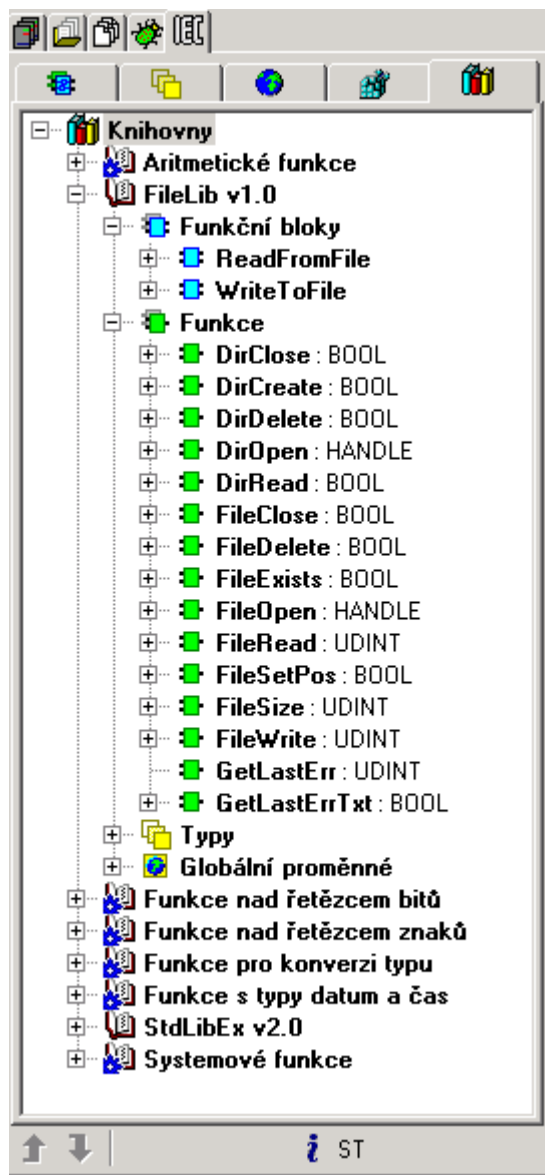 IEC
Knihovny
Aritmetické funkce
FileLib v1.0
Funkční bloky
ReadFromFile
WriteToFile
Funkce
DirClose : BOOL
DirCreate : BOOL
DirDelete : BOOL
DirOpen : HANDLE
DirRead : BOOL
FileClose : BOOL
FileDelete : BOOL
FileExists : BOOL
FileOpen : HANDLE
FileRead : UDINT
FileSetPos : BOOL
FileSize : UDINT
FileWrite : UDINT
GetLastErr : UDINT
GetLastErrTxt : BOOL
Typy
Globální proměnné
Funkce nad řetězcem bitů
Funkce nad řetězcem znaků
Funkce pro konverzi typu
Funkce s typy datum a čas
StdLibEx v2.0
Systemové funkce
i ST